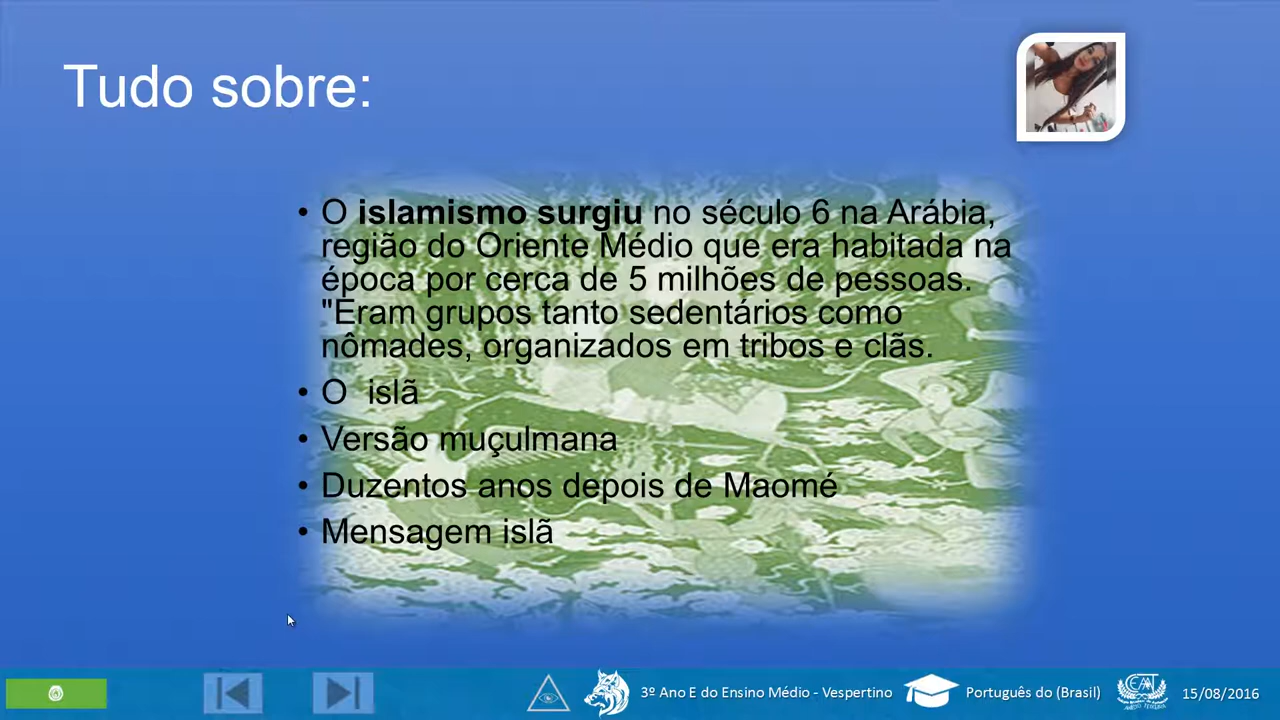 Tudo sobre:
• O islamismo surgiu no século 6 na Arábia,
região do Oriente Médio que era habitada na
época por cerca de 5 milhões de pessoas.
"Eram grupos tanto sedentários como
nômades, organizados em tribos e clãs.
• O  islã
• Versão muçulmana
• Duzentos anos depois de Maomé
• Mensagem islã
3º Ano E do Ensino Médio - Vespertino
Português do (Brasil)
15/08/2016